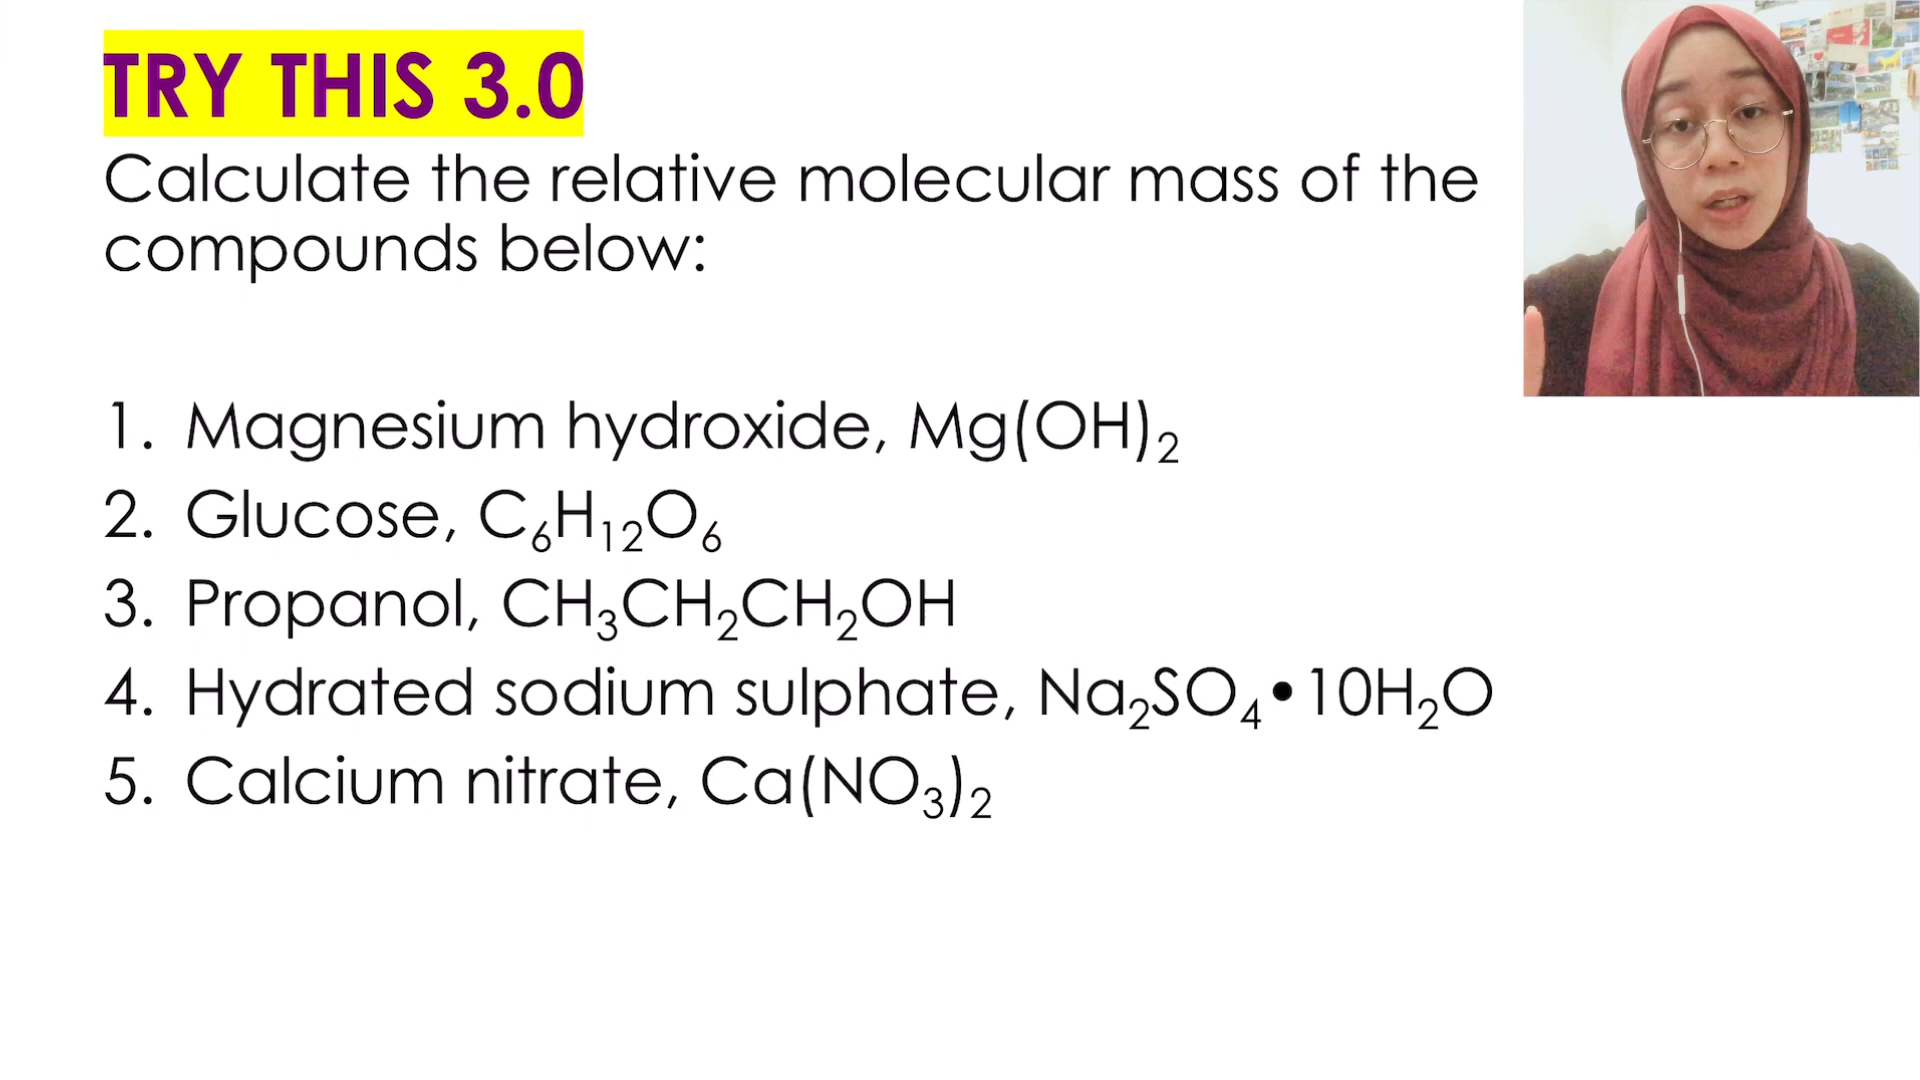 TRY THIS 3.0
Calculate the relative molecular mass of the
compounds below:
1. Magnesium hydroxide, Mg(OH)₂
2. Glucose, C₆H₁₂O₆
3. Propanol, CH₃CH₂CH₂OH
4. Hydrated sodium sulphate, Na₂SO₄•10H₂O
5. Calcium nitrate, Ca(NO₃)₂